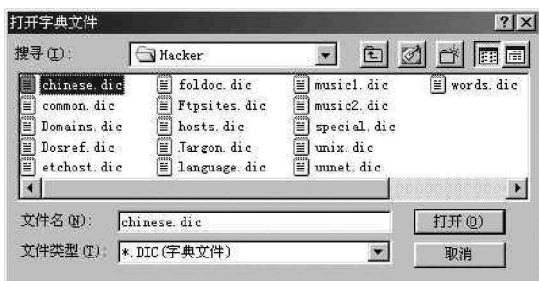 打开字典文件
搜寻(I): Hacker
chinese.dic foldoc.dic music1.dic words.dic
common.dic Ftpsites.dic music2.dic
Domains.dic hosts.dic special.dic
Dosref.dic Jargon.dic unix.dic
etchost.dic language.dic uunet.dic
文件名(N): chinese.dic 打开(O)
文件类型(T): *.DIC(字典文件) 取消